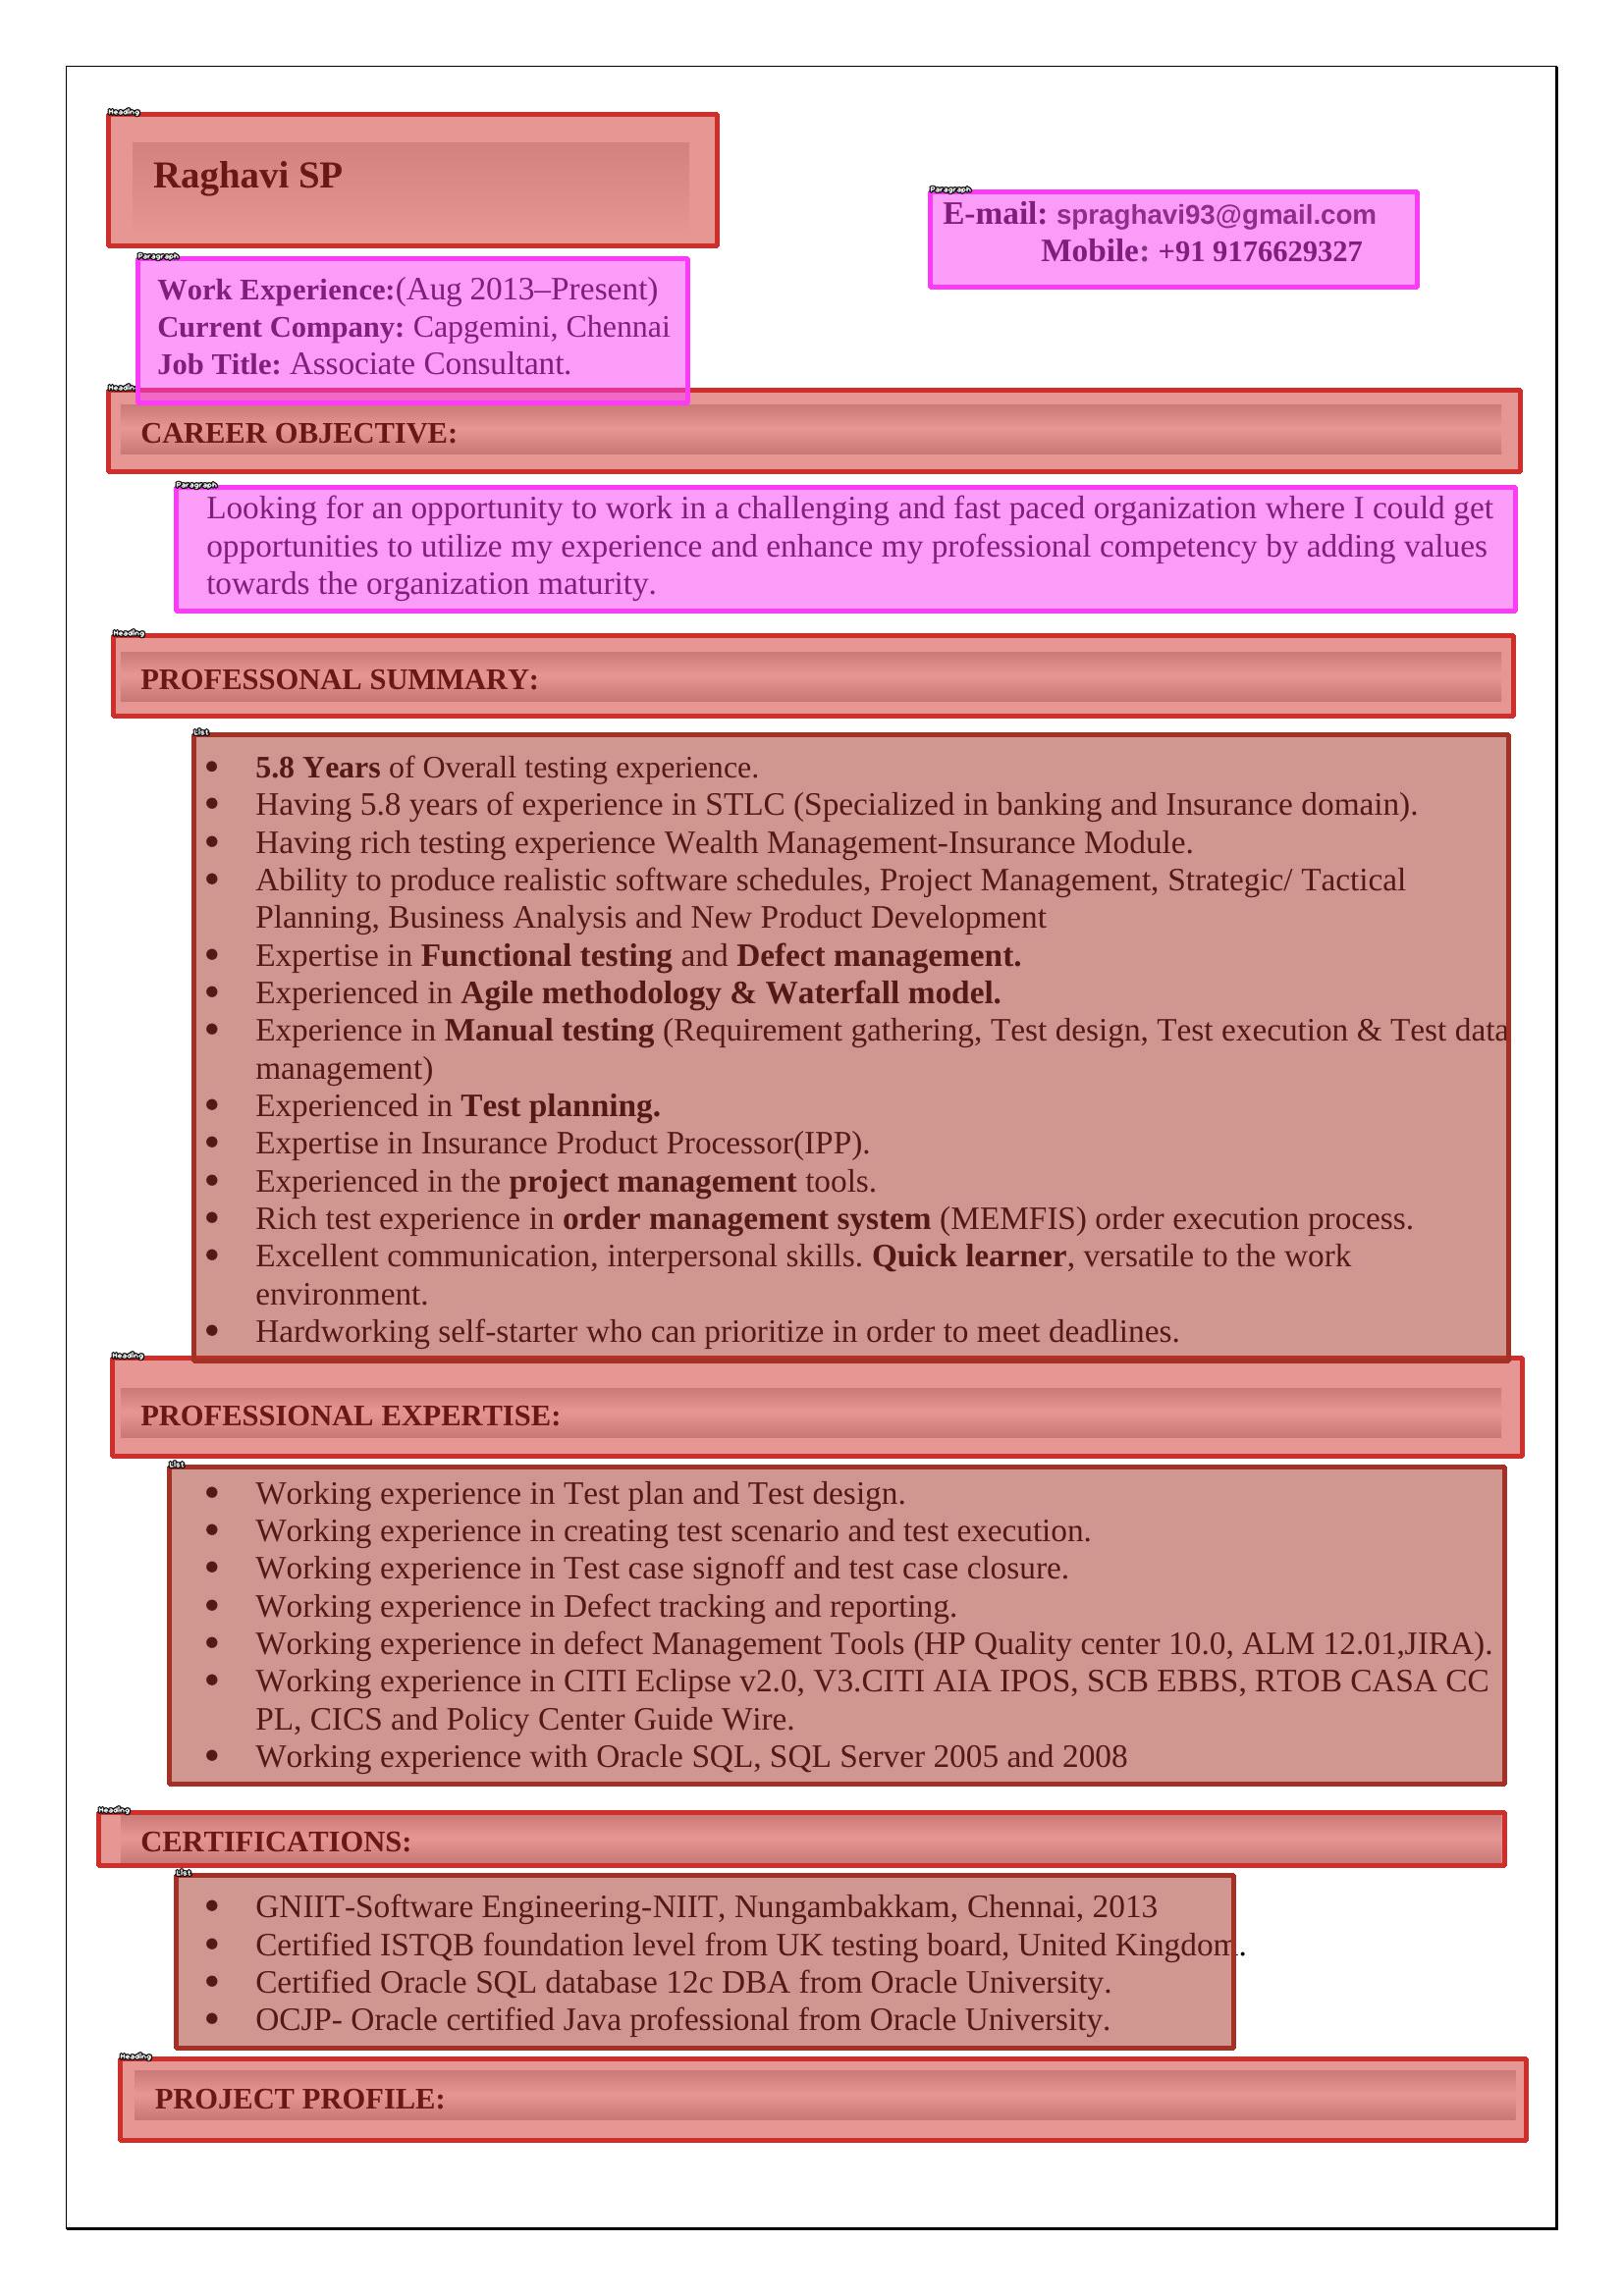 Heading
Raghavi SP
Paragraph
E-mail: spraghavi93@gmail.com
Mobile: +91 9176629327
Paragraph
Work Experience:(Aug 2013–Present)
Current Company: Capgemini, Chennai
Job Title: Associate Consultant.
Heading
CAREER OBJECTIVE:
Paragraph
Looking for an opportunity to work in a challenging and fast paced organization where I could get
opportunities to utilize my experience and enhance my professional competency by adding values
towards the organization maturity.
Heading
PROFESSONAL SUMMARY:
List
• 5.8 Years of Overall testing experience.
• Having 5.8 years of experience in STLC (Specialized in banking and Insurance domain).
• Having rich testing experience Wealth Management-Insurance Module.
• Ability to produce realistic software schedules, Project Management, Strategic/ Tactical
Planning, Business Analysis and New Product Development
• Expertise in Functional testing and Defect management.
• Experienced in Agile methodology & Waterfall model.
• Experience in Manual testing (Requirement gathering, Test design, Test execution & Test data
management)
• Experienced in Test planning.
• Expertise in Insurance Product Processor(IPP).
• Experienced in the project management tools.
• Rich test experience in order management system (MEMFIS) order execution process.
• Excellent communication, interpersonal skills. Quick learner, versatile to the work
environment.
• Hardworking self-starter who can prioritize in order to meet deadlines.
Heading
PROFESSIONAL EXPERTISE:
List
• Working experience in Test plan and Test design.
• Working experience in creating test scenario and test execution.
• Working experience in Test case signoff and test case closure.
• Working experience in Defect tracking and reporting.
• Working experience in defect Management Tools (HP Quality center 10.0, ALM 12.01,JIRA).
• Working experience in CITI Eclipse v2.0, V3.CITI AIA IPOS, SCB EBBS, RTOB CASA CC
PL, CICS and Policy Center Guide Wire.
• Working experience with Oracle SQL, SQL Server 2005 and 2008
Heading
CERTIFICATIONS:
List
• GNIIT-Software Engineering-NIIT, Nungambakkam, Chennai, 2013
• Certified ISTQB foundation level from UK testing board, United Kingdom.
• Certified Oracle SQL database 12c DBA from Oracle University.
• OCJP- Oracle certified Java professional from Oracle University.
Heading
PROJECT PROFILE: